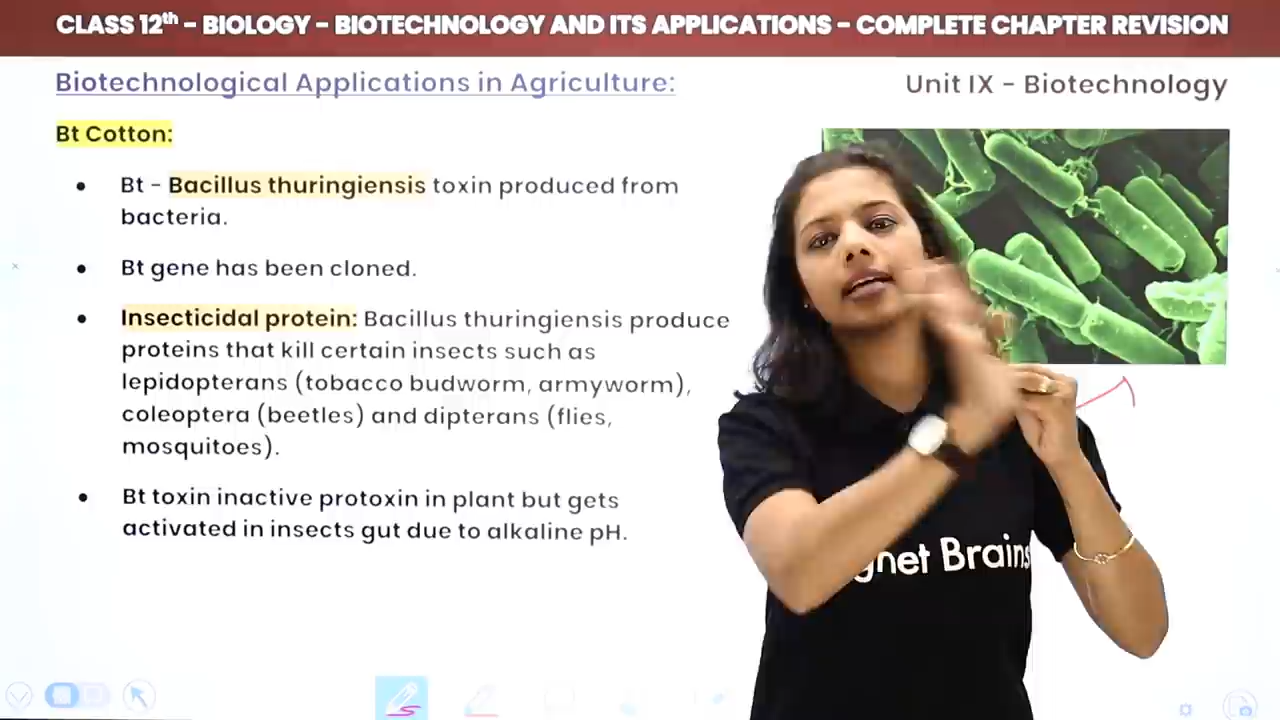 CLASS 12th – BIOLOGY – BIOTECHNOLOGY AND ITS APPLICATIONS – COMPLETE CHAPTER REVISION
Biotechnological Applications in Agriculture:
Unit IX – Biotechnology
Bt Cotton:
• Bt – Bacillus thuringiensis toxin produced from
bacteria.
• Bt gene has been cloned.
• Insecticidal protein: Bacillus thuringiensis produce
proteins that kill certain insects such as
lepidopterans (tobacco budworm, armyworm),
coleoptera (beetles) and dipterans (flies,
mosquitoes).
• Bt toxin inactive protoxin in plant but gets
activated in insects gut due to alkaline pH.
gnet Brains